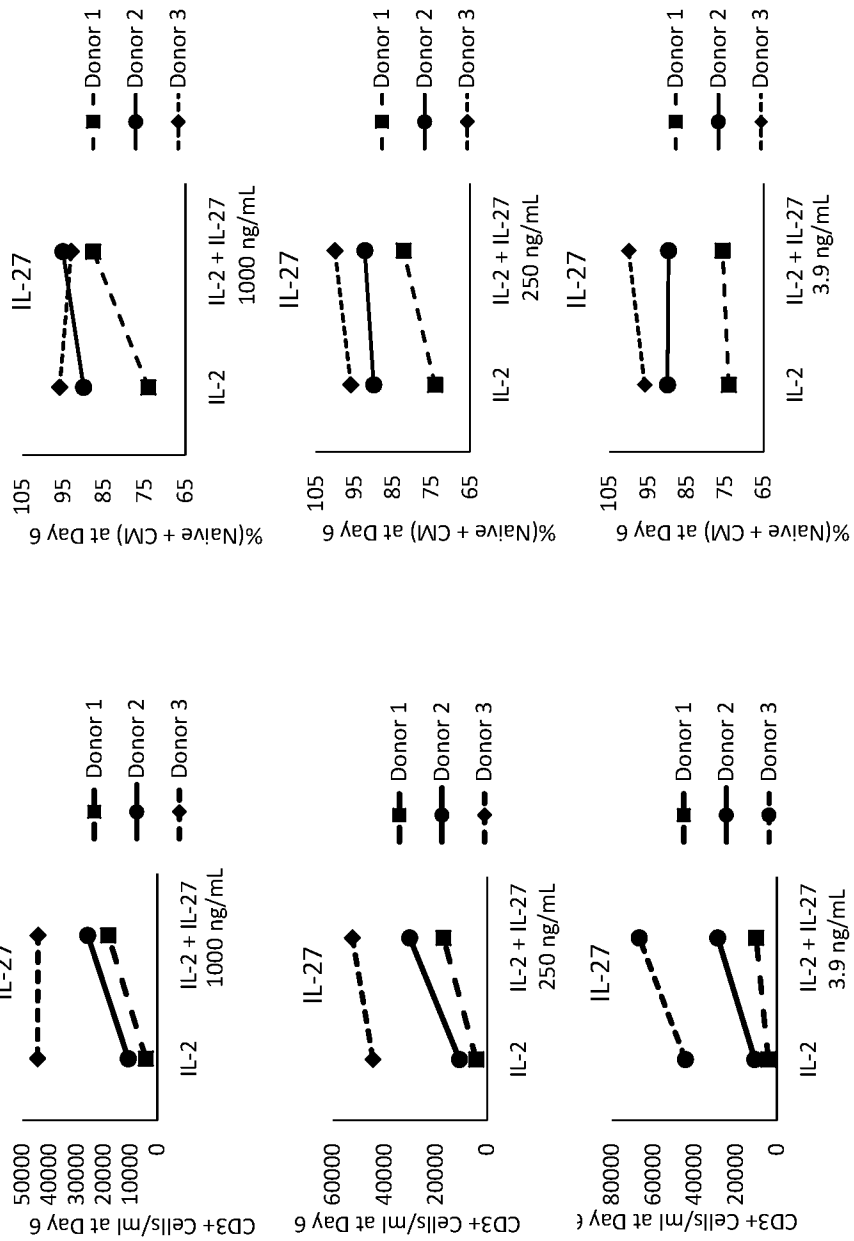 IL-27
CD3+ Cells/ml at Day 6
50000
40000
30000
20000
10000
0
IL-2
IL-2 + IL-27
1000 ng/mL
Donor 1
Donor 2
Donor 3
IL-27
%(Naive + CM) at Day 6
105
95
85
75
65
IL-2
IL-2 + IL-27
1000 ng/mL
Donor 1
Donor 2
Donor 3
IL-27
CD3+ Cells/ml at Day 6
60000
40000
20000
0
IL-2
IL-2 + IL-27
250 ng/mL
Donor 1
Donor 2
Donor 3
IL-27
%(Naive + CM) at Day 6
105
95
85
75
65
IL-2
IL-2 + IL-27
250 ng/mL
Donor 1
Donor 2
Donor 3
IL-27
CD3+ Cells/ml at Day 6
80000
60000
40000
20000
0
IL-2
IL-2 + IL-27
3.9 ng/mL
Donor 1
Donor 2
Donor 3
IL-27
%(Naive + CM) at Day 6
105
95
85
75
65
IL-2
IL-2 + IL-27
3.9 ng/mL
Donor 1
Donor 2
Donor 3